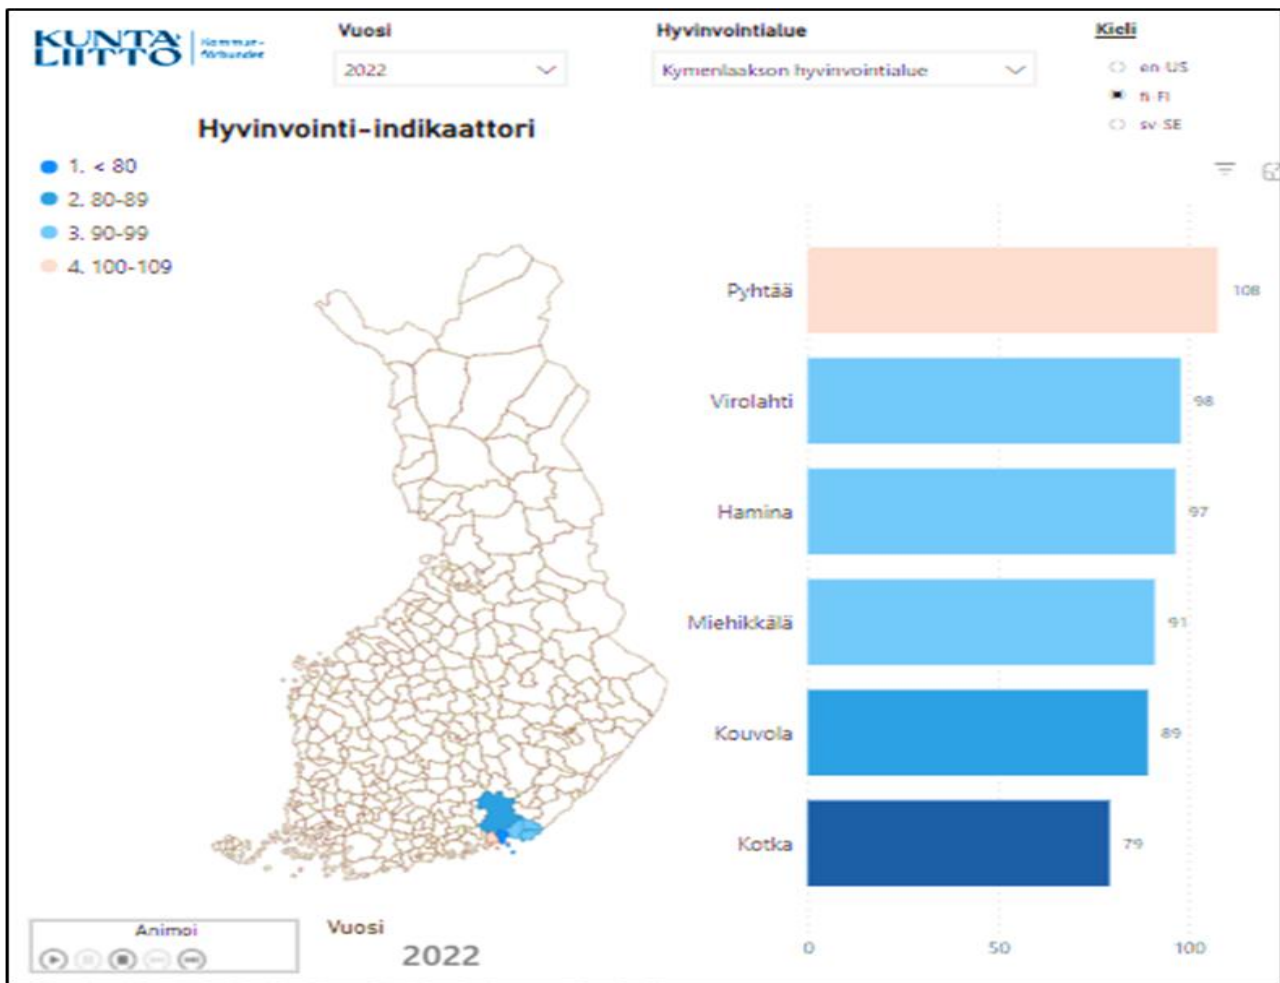 KUNTA
LIITTO
Kommun-
förbundet
Vuosi
2022
Hyvinvointialue
Kymenlaakson hyvinvointialue
Kieli
en-US
fi-FI
sv-SE
Hyvinvointi-indikaattori
1. < 80
2. 80-89
3. 90-99
4. 100-109
Pyhtää 108
Virolahti 98
Hamina 97
Miehikkälä 91
Kouvola 89
Kotka 79
0 50 100
Animoi
Vuosi
2022